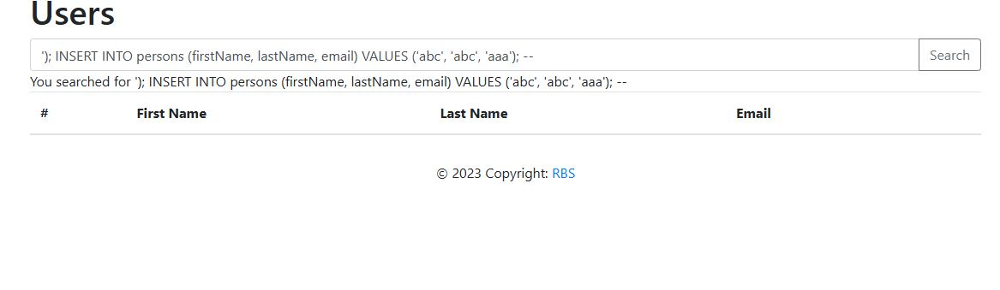 Users
'); INSERT INTO persons (firstName, lastName, email) VALUES ('abc', 'abc', 'aaa'); --
Search
You searched for '); INSERT INTO persons (firstName, lastName, email) VALUES ('abc', 'abc', 'aaa'); --
# First Name Last Name Email
© 2023 Copyright: RBS